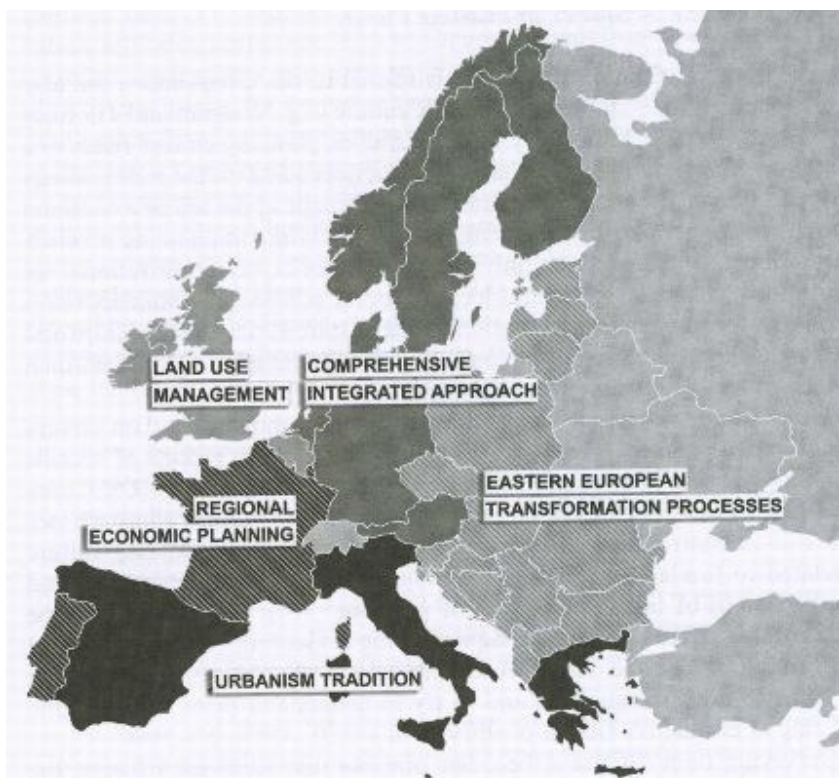 LAND USE
MANAGEMENT
COMPREHENSIVE
INTEGRATED APPROACH
REGIONAL
ECONOMIC PLANNING
EASTERN EUROPEAN
TRANSFORMATION PROCESSES
URBANISM TRADITION